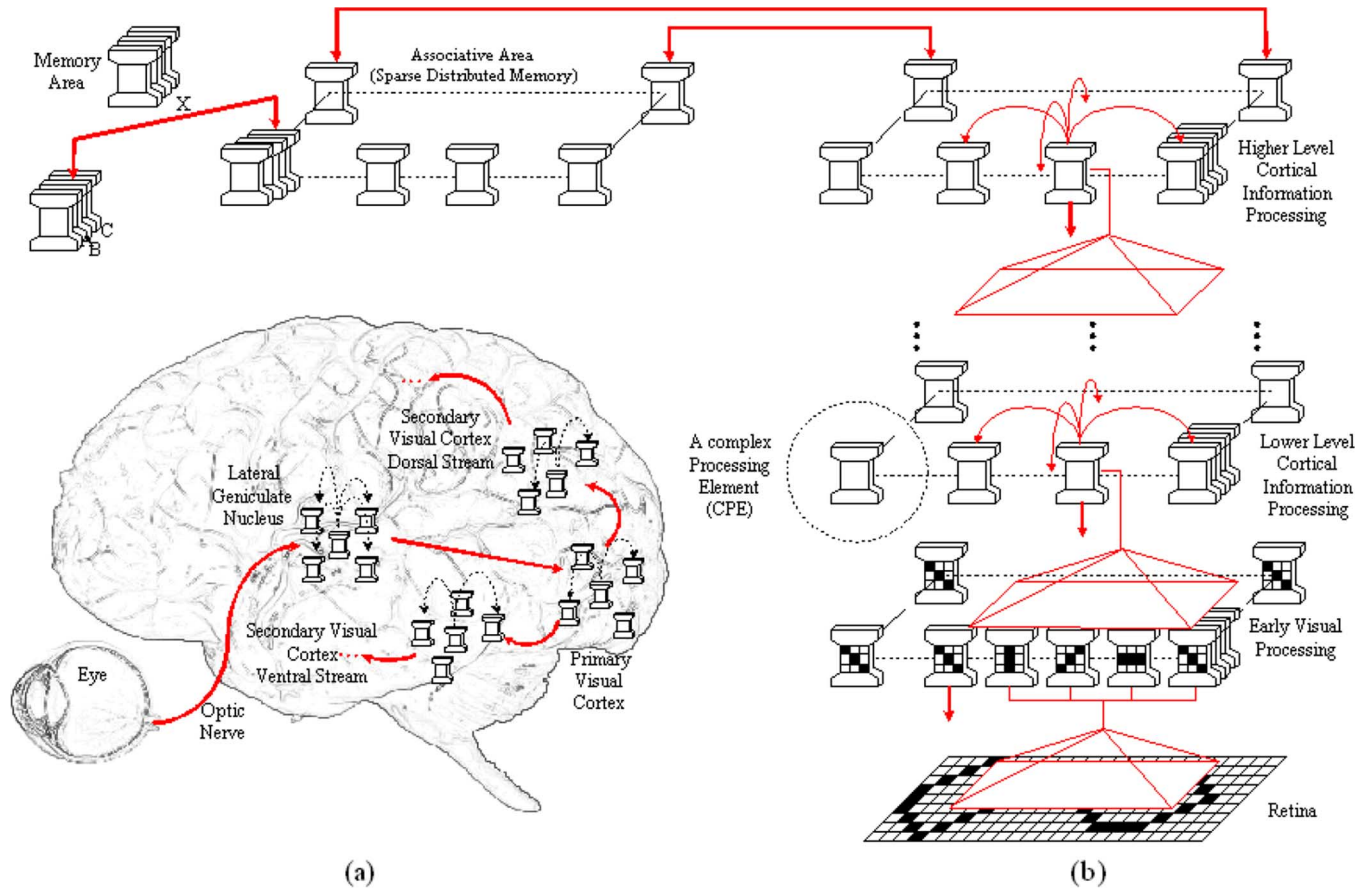 Memory
Area
X
A
B
C
Associative Area
(Sparse Distributed Memory)
Higher Level
Cortical
Information
Processing
Secondary
Visual Cortex
Dorsal Stream
Lateral
Geniculate
Nucleus
Secondary Visual
Cortex
Ventral Stream
Primary
Visual
Cortex
Eye
Optic
Nerve
A complex
Processing
Element
(CPE)
Lower Level
Cortical
Information
Processing
Early Visual
Processing
Retina
(a)
(b)